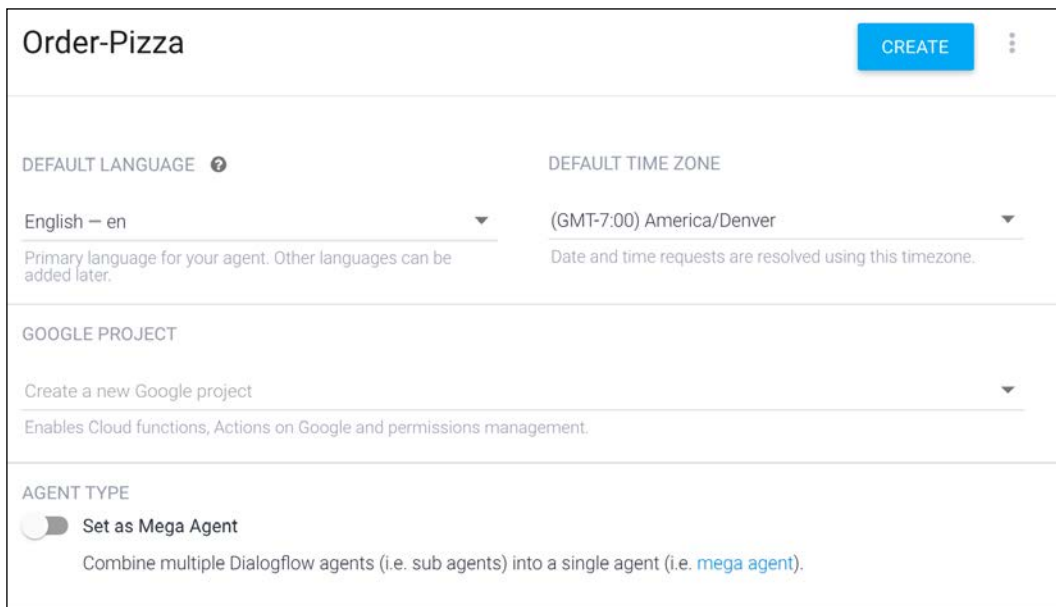 Order-Pizza
CREATE
DEFAULT LANGUAGE
DEFAULT TIME ZONE
English — en
(GMT-7:00) America/Denver
Primary language for your agent. Other languages can be
added later.
Date and time requests are resolved using this timezone.
GOOGLE PROJECT
Create a new Google project
Enables Cloud functions, Actions on Google and permissions management.
AGENT TYPE
Set as Mega Agent
Combine multiple Dialogflow agents (i.e. sub agents) into a single agent (i.e. mega agent).